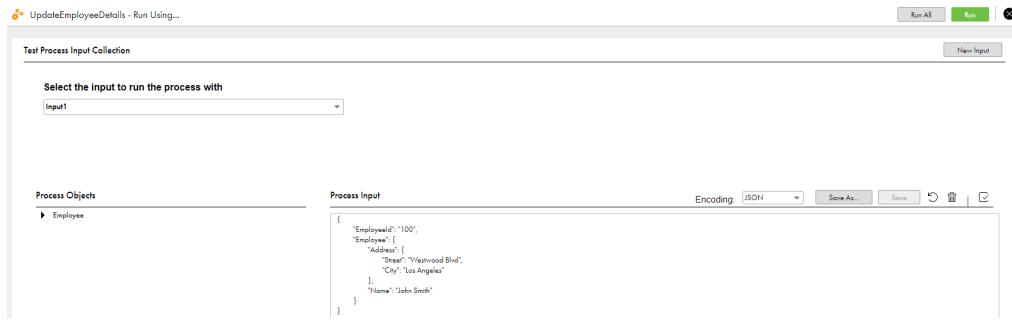 UpdateEmployeeDetails - Run Using...
Run All
Run
Test Process Input Collection
New Input
Select the input to run the process with
Input1
Process Objects
Process Input
Encoding: JSON
Save As...
Save
Employee
{
"EmployeeId": "100",
"Employee": {
"Address": {
"Street": "Westwood Blvd",
"City": "Los Angeles"
},
"Name": "John Smith"
}
}